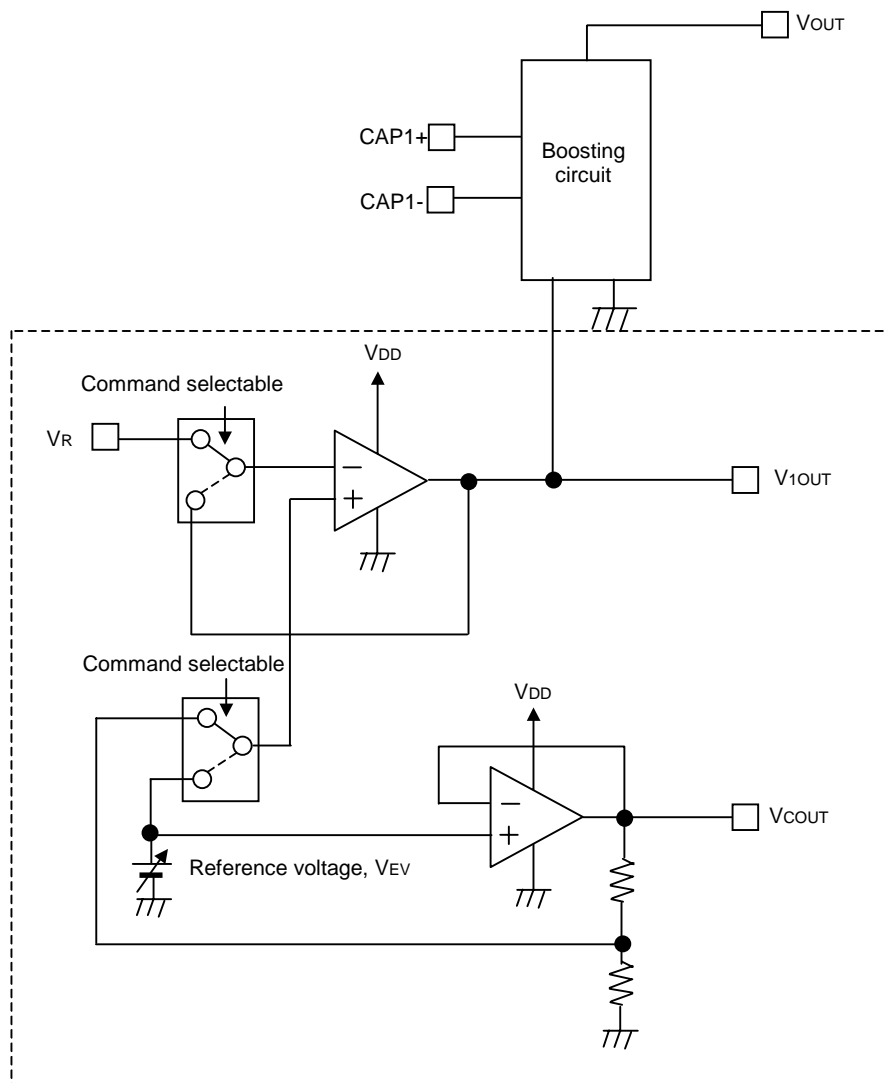 VOUT
CAP1+
Boosting
circuit
CAP1-
VDD
Command selectable
VR
−
+
V1OUT
Command selectable
VDD
−
+
VCOUT
Reference voltage, VEV